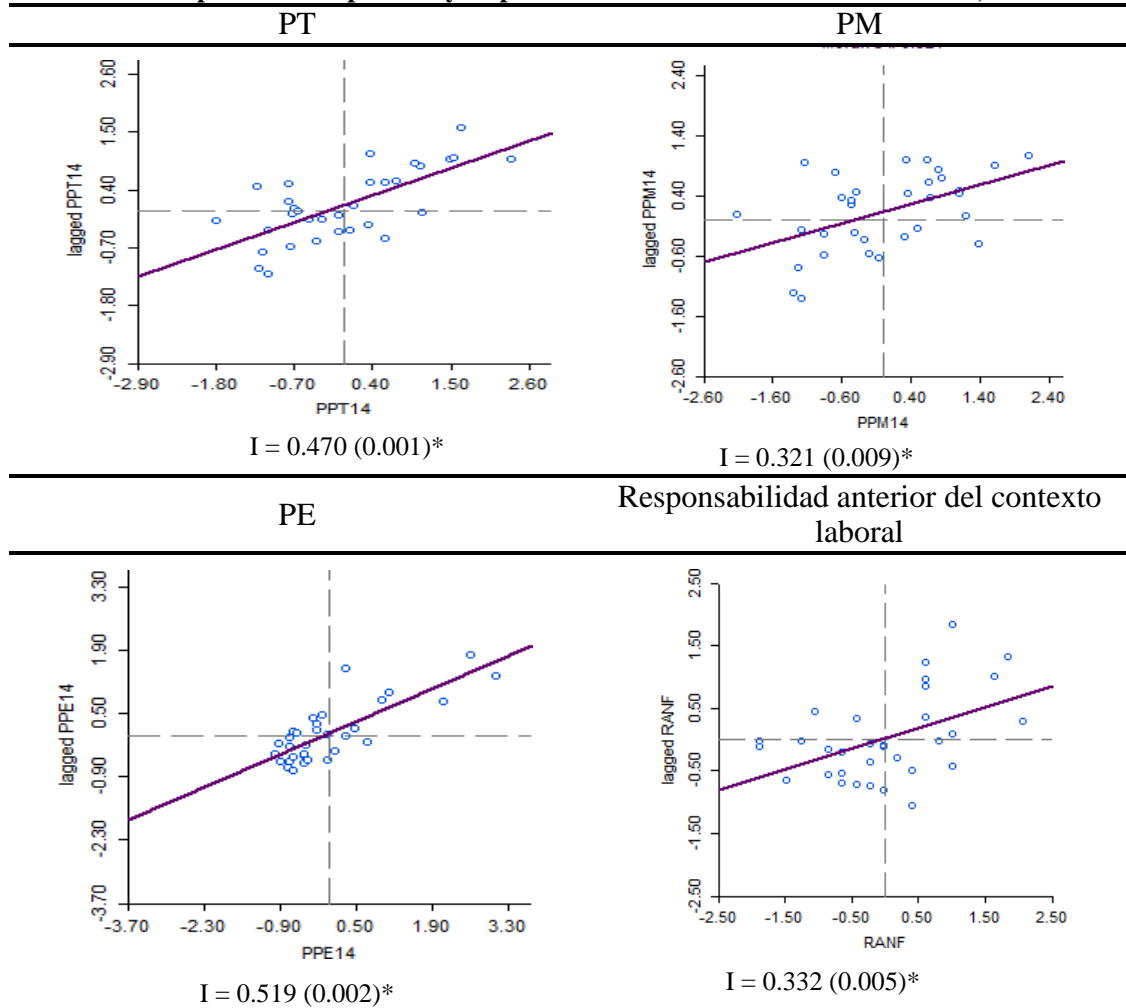 PT PM
2.60
1.50
0.40
-0.70
-1.80
-2.90
lagged PPT14
-2.90 -1.80 -0.70 0.40 1.50 2.60
PPT14
I = 0.470 (0.001)*
2.40
1.40
0.40
-0.60
-1.60
-2.60
lagged PPM14
-2.60 -1.60 -0.60 0.40 1.40 2.40
PPM14
I = 0.321 (0.009)*
PE
Responsabilidad anterior del contexto
laboral
3.30
1.90
0.50
-0.90
-2.30
-3.70
lagged PPE14
-3.70 -2.30 -0.90 0.50 1.90 3.30
PPE14
I = 0.519 (0.002)*
2.50
1.50
0.50
-0.50
-1.50
-2.50
lagged RANF
-2.50 -1.50 -0.50 0.50 1.50 2.50
RANF
I = 0.332 (0.005)*